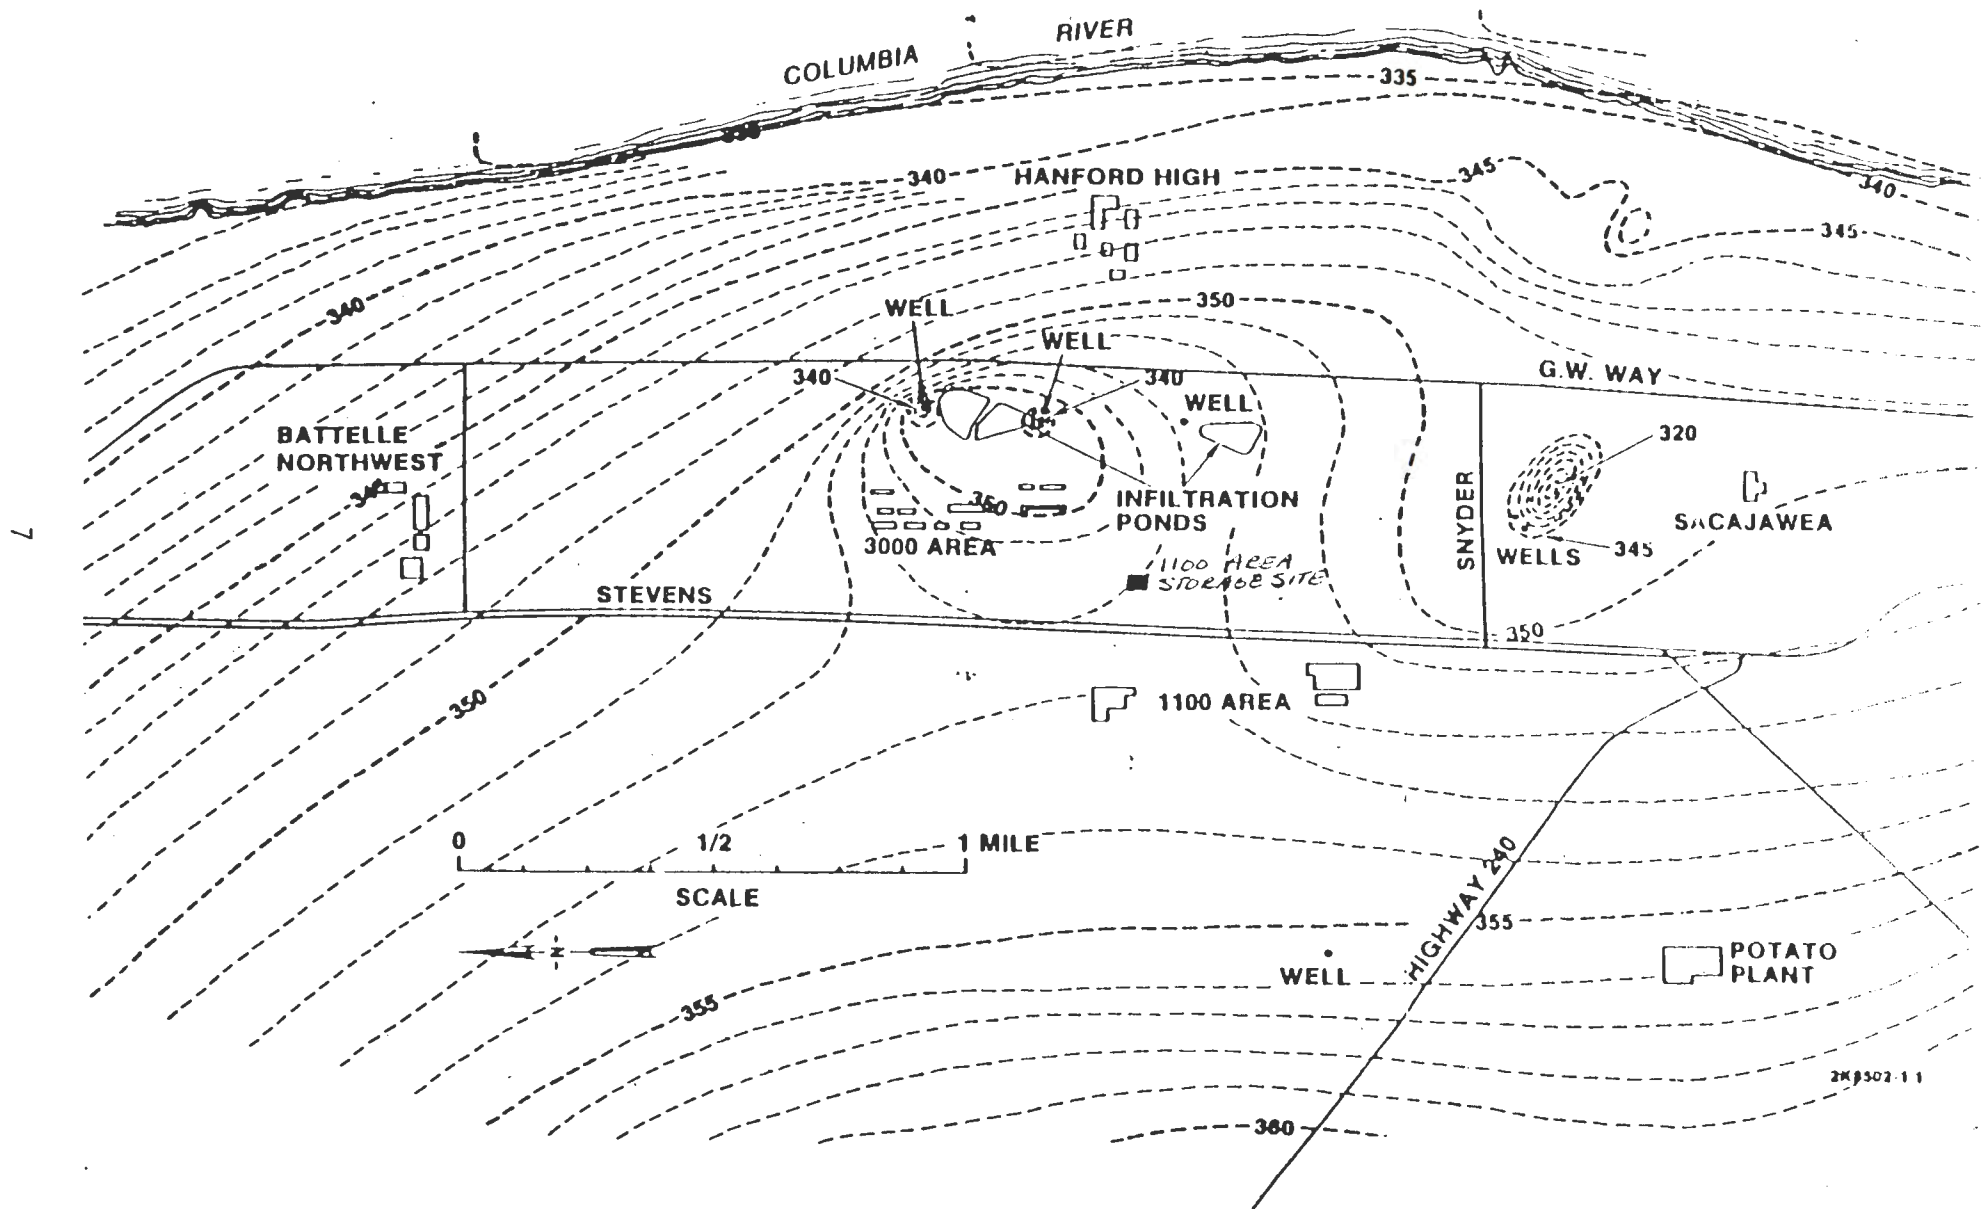 COLUMBIA RIVER
335
340
HANFORD HIGH
345
340
345
340
350
WELL
WELL
340
340
WELL
G.W. WAY
BATTELLE
NORTHWEST
320
SNYDER
INFILTRATION
PONDS
350
3000 AREA
SACAJAWEA
WELLS
345
1100 AREA
STORAGE SITE
STEVENS
350
350
1100 AREA
0 1/2 1 MILE
SCALE
HIGHWAY 240
355
N
WELL
POTATO
PLANT
355
360
7